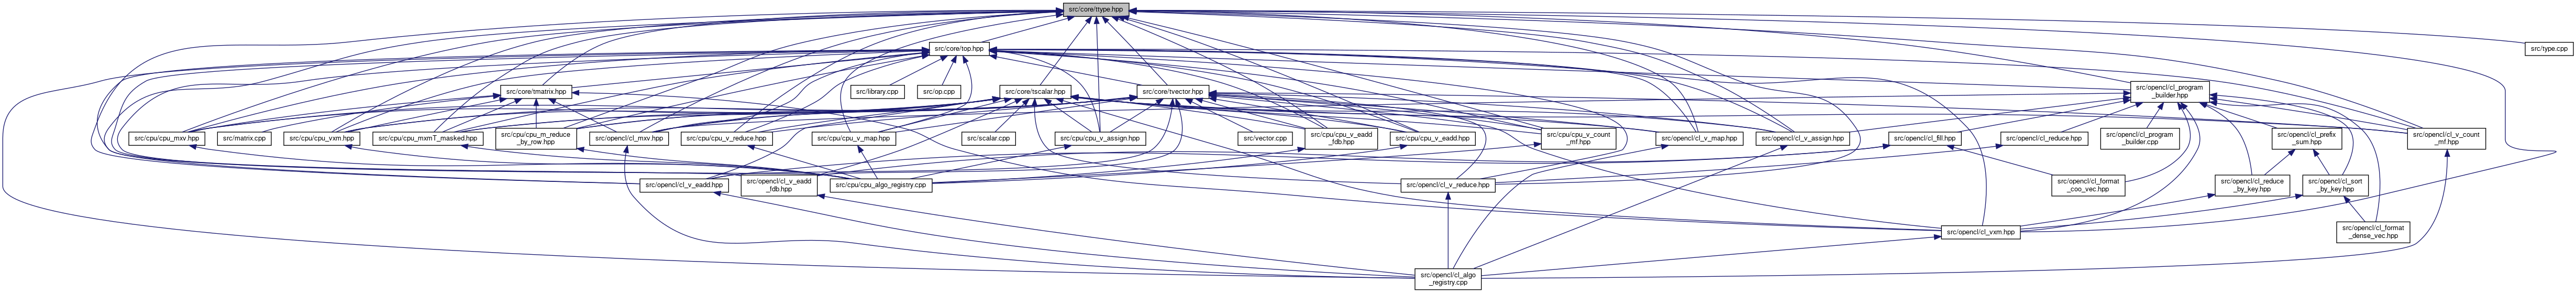 src/core/ttype.hpp
src/core/top.hpp
src/type.cpp
src/core/tmatrix.hpp
src/library.cpp
src/op.cpp
src/core/tscalar.hpp
src/core/tvector.hpp
src/opencl/cl_program
_builder.hpp
src/cpu/cpu_mxv.hpp
src/matrix.cpp
src/cpu/cpu_vxm.hpp
src/cpu/cpu_mxmT_masked.hpp
src/cpu/cpu_m_reduce
_by_row.hpp
src/opencl/cl_mxv.hpp
src/cpu/cpu_v_reduce.hpp
src/cpu/cpu_v_map.hpp
src/scalar.cpp
src/cpu/cpu_v_assign.hpp
src/vector.cpp
src/cpu/cpu_v_eadd
_fdb.hpp
src/cpu/cpu_v_eadd.hpp
src/cpu/cpu_v_count
_mf.hpp
src/opencl/cl_v_map.hpp
src/opencl/cl_v_assign.hpp
src/opencl/cl_fill.hpp
src/opencl/cl_reduce.hpp
src/opencl/cl_program
_builder.cpp
src/opencl/cl_prefix
_sum.hpp
src/opencl/cl_v_count
_mf.hpp
src/opencl/cl_v_eadd.hpp
src/opencl/cl_v_eadd
_fdb.hpp
src/cpu/cpu_algo_registry.cpp
src/opencl/cl_v_reduce.hpp
src/opencl/cl_format
_coo_vec.hpp
src/opencl/cl_reduce
_by_key.hpp
src/opencl/cl_sort
_by_key.hpp
src/opencl/cl_vxm.hpp
src/opencl/cl_format
_dense_vec.hpp
src/opencl/cl_algo
_registry.cpp